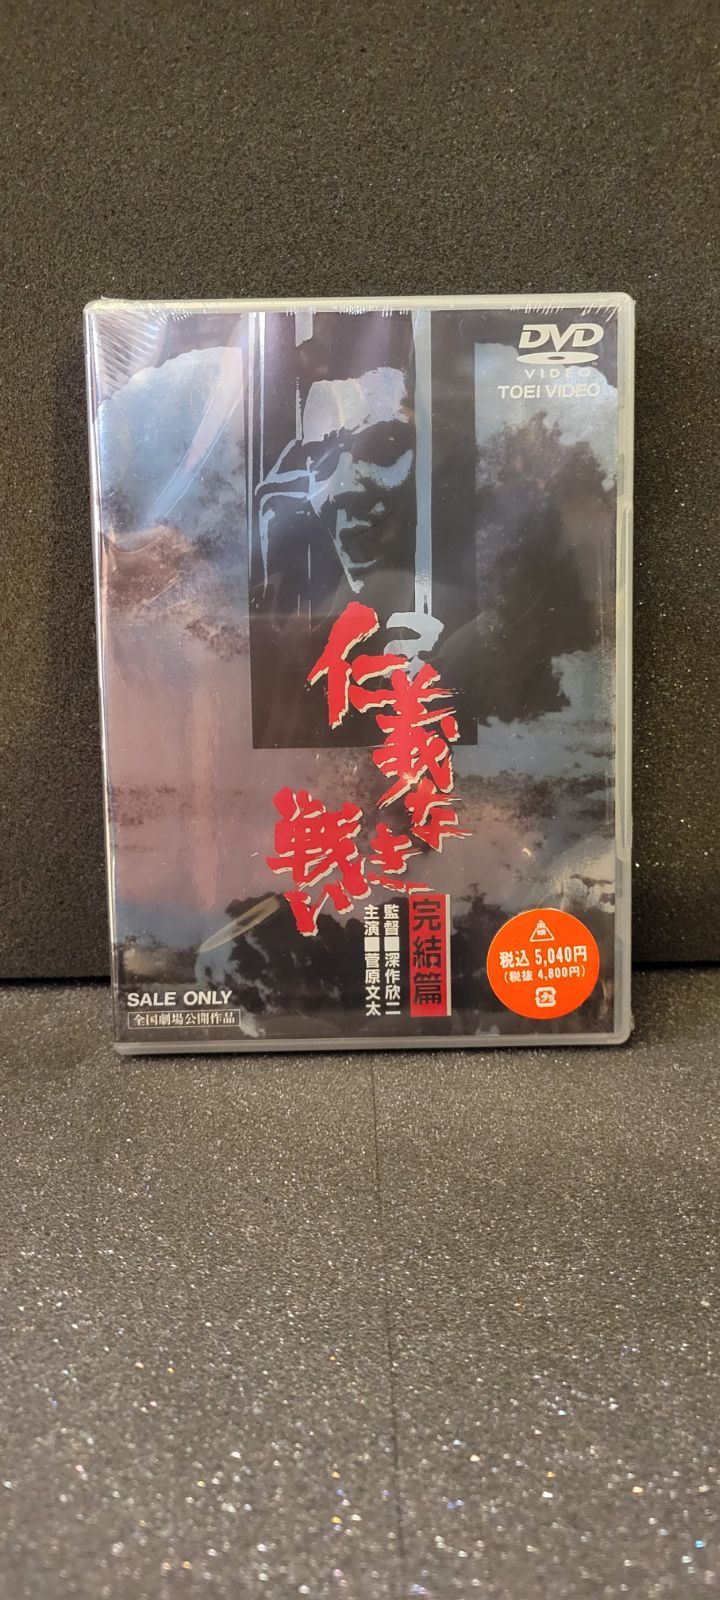 DVD
VIDEO
TOEI VIDEO
仁義なき
戦い
完結篇
監督■深作欣二
主演■菅原文太
税込 5,040円
(税抜 4,800円)
SALE ONLY
全国劇場公開作品